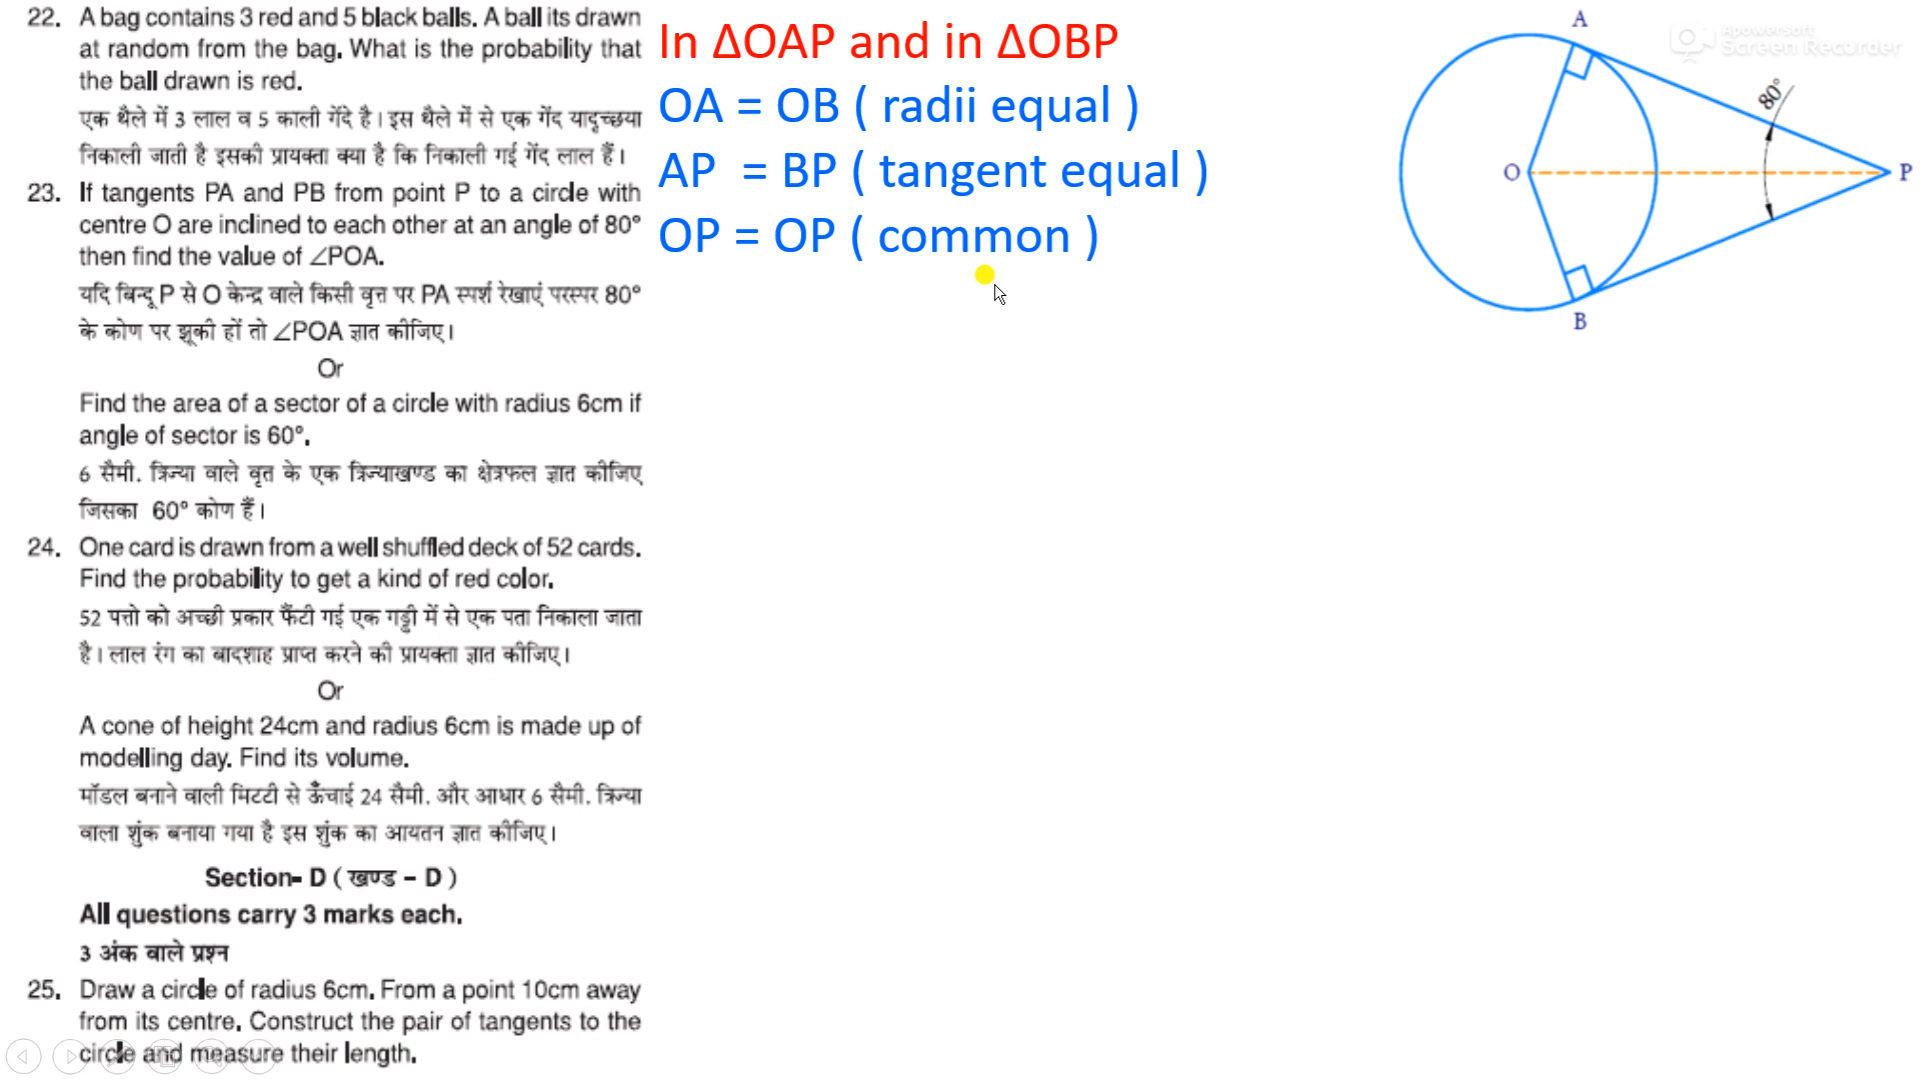 22. A bag contains 3 red and 5 black balls. A ball its drawn
at random from the bag. What is the probability that
the ball drawn is red.
एक थैले में 3 लाल व 5 काली गेंदे है। इस थैले में से एक गेंद यादृच्छया
निकाली जाती है इसकी प्रायक्ता क्या है कि निकाली गई गेंद लाल हैं।
23. If tangents PA and PB from point P to a circle with
centre O are inclined to each other at an angle of 80°
then find the value of ∠POA.
यदि बिन्दू P से O केन्द्र वाले किसी वृत्त पर PA स्पर्श रेखाएं परस्पर 80°
के कोण पर झूकी हों तो ∠POA ज्ञात कीजिए।
Or
Find the area of a sector of a circle with radius 6cm if
angle of sector is 60°.
6 सैमी. त्रिज्या वाले वृत के एक त्रिज्याखण्ड का क्षेत्रफल ज्ञात कीजिए
जिसका 60° कोण हैं।
24. One card is drawn from a well shuffled deck of 52 cards.
Find the probability to get a kind of red color.
52 पत्तो को अच्छी प्रकार फैंटी गई एक गड्डी में से एक पता निकाला जाता
है। लाल रंग का बादशाह प्राप्त करने की प्रायक्ता ज्ञात कीजिए।
Or
A cone of height 24cm and radius 6cm is made up of
modelling day. Find its volume.
मॉडल बनाने वाली मिटटी से ऊँचाई 24 सैमी. और आधार 6 सैमी. त्रिज्या
वाला शुंक बनाया गया है इस शुंक का आयतन ज्ञात कीजिए।
Section- D ( खण्ड – D )
All questions carry 3 marks each.
3 अंक वाले प्रश्न
25. Draw a circle of radius 6cm. From a point 10cm away
from its centre. Construct the pair of tangents to the
circle and measure their length.
In ΔOAP and in ΔOBP
OA = OB ( radii equal )
AP = BP ( tangent equal )
OP = OP ( common )
A
O
P
B
80°
Apowersoft
Screen Recorder